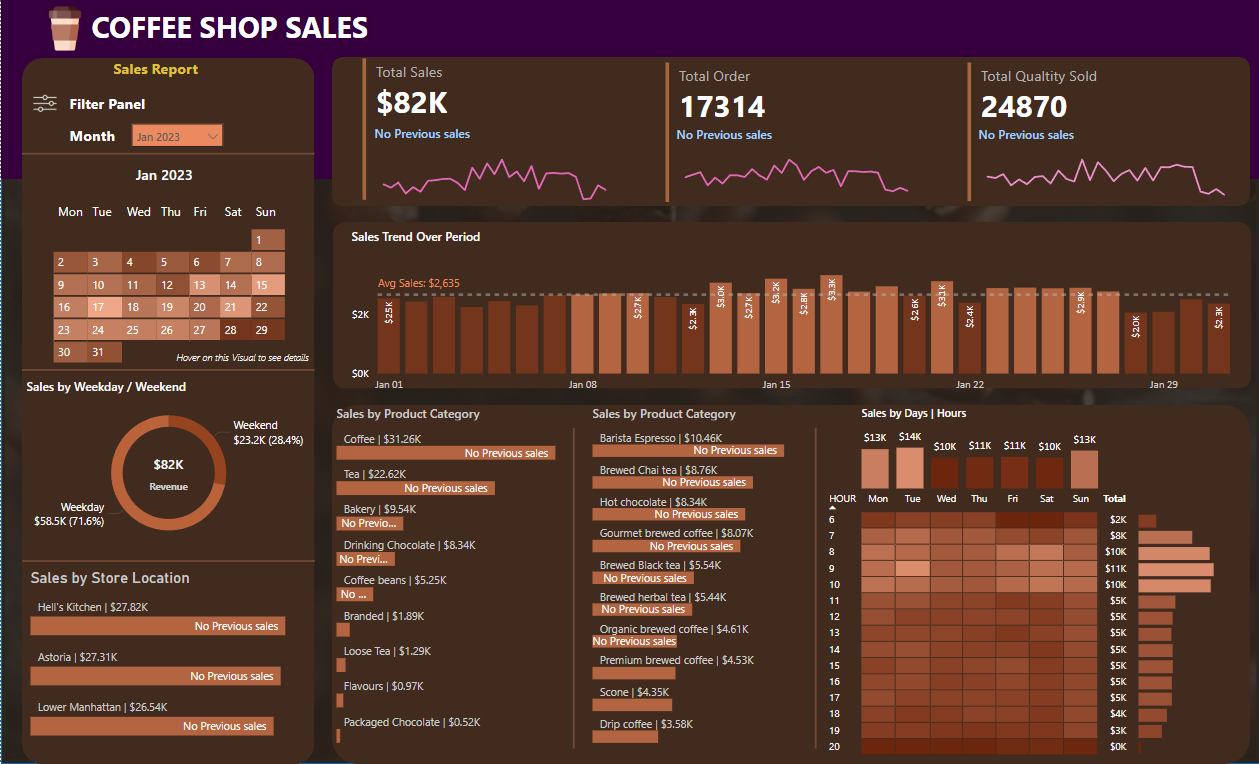 COFFEE SHOP SALES
Sales Report
Filter Panel
Month Jan 2023
Jan 2023
Mon Tue Wed Thu Fri Sat Sun
1
2 3 4 5 6 7 8
9 10 11 12 13 14 15
16 17 18 19 20 21 22
23 24 25 26 27 28 29
30 31
Hover on this Visual to see details
Sales by Weekday / Weekend
Weekend
$23.2K (28.4%)
$82K
Revenue
Weekday
$58.5K (71.6%)
Sales by Store Location
Hell's Kitchen | $27.82K
No Previous sales
Astoria | $27.31K
No Previous sales
Lower Manhattan | $26.54K
No Previous sales
Total Sales
$82K
No Previous sales
Total Order
17314
No Previous sales
Total Qualtity Sold
24870
No Previous sales
Sales Trend Over Period
Avg Sales: $2,635
$2K
$0K
$2.5K $2.7K $2.3K $3.0K $2.7K $3.2K $2.8K $3.3K $2.6K $3.1K $2.4K $2.9K $2.0K $2.3K
Jan 01 Jan 08 Jan 15 Jan 22 Jan 29
Sales by Product Category
Coffee | $31.26K
No Previous sales
Tea | $22.62K
No Previous sales
Bakery | $9.54K
No Previo...
Drinking Chocolate | $8.34K
No Previ...
Coffee beans | $5.25K
No ...
Branded | $1.89K
Loose Tea | $1.29K
Flavours | $0.97K
Packaged Chocolate | $0.52K
Sales by Product Category
Barista Espresso | $10.46K
No Previous sales
Brewed Chai tea | $8.76K
No Previous sales
Hot chocolate | $8.34K
No Previous sales
Gourmet brewed coffee | $8.07K
No Previous sales
Brewed Black tea | $5.54K
No Previous sales
Brewed herbal tea | $5.44K
No Previous sales
Organic brewed coffee | $4.61K
No Previous sales
Premium brewed coffee | $4.53K
Scone | $4.35K
Drip coffee | $3.58K
Sales by Days | Hours
$13K $14K $10K $11K $11K $10K $13K
HOUR Mon Tue Wed Thu Fri Sat Sun Total
6 $2K
7 $8K
8 $10K
9 $11K
10 $10K
11 $5K
12 $5K
13 $5K
14 $5K
15 $5K
16 $5K
17 $5K
18 $4K
19 $3K
20 $0K